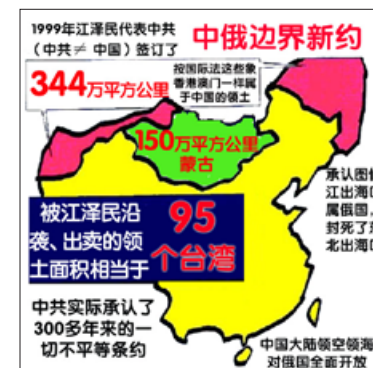 1999年江泽民代表中共
（中共≠ 中国）签订了
中俄边界新约
344万平方公里
按国际法这些象
香港澳门一样属
于中国的领土
150万平方公里
蒙古
承认图们
江出海口
属俄国，
封死了东
北出海口
被江泽民沿
袭、出卖的领
土面积相当于
95
个台湾
中共实际承认了
300多年来的一
切不平等条约
中国大陆领空领海
对俄国全面开放